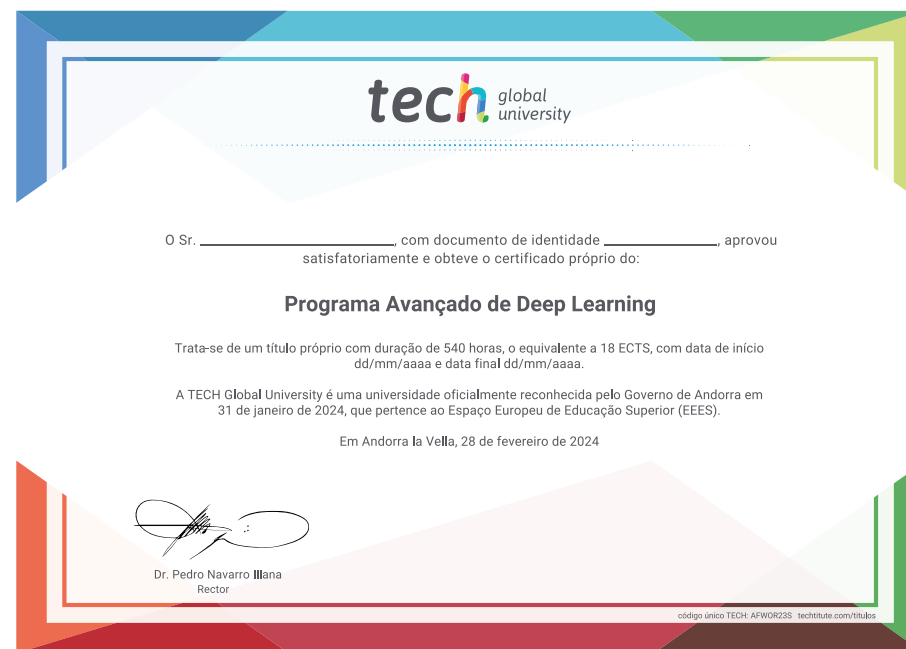 tech global university
O Sr. ____________________, com documento de identidade ____________, aprovou
satisfatoriamente e obteve o certificado próprio do:
Programa Avançado de Deep Learning
Trata-se de um título próprio com duração de 540 horas, o equivalente a 18 ECTS, com data de início
dd/mm/aaaa e data final dd/mm/aaaa.
A TECH Global University é uma universidade oficialmente reconhecida pelo Governo de Andorra em
31 de janeiro de 2024, que pertence ao Espaço Europeu de Educação Superior (EEES).
Em Andorra la Vella, 28 de fevereiro de 2024
Dr. Pedro Navarro Illana
Rector
código único TECH: AFWOR23S techtitute.com/titulos